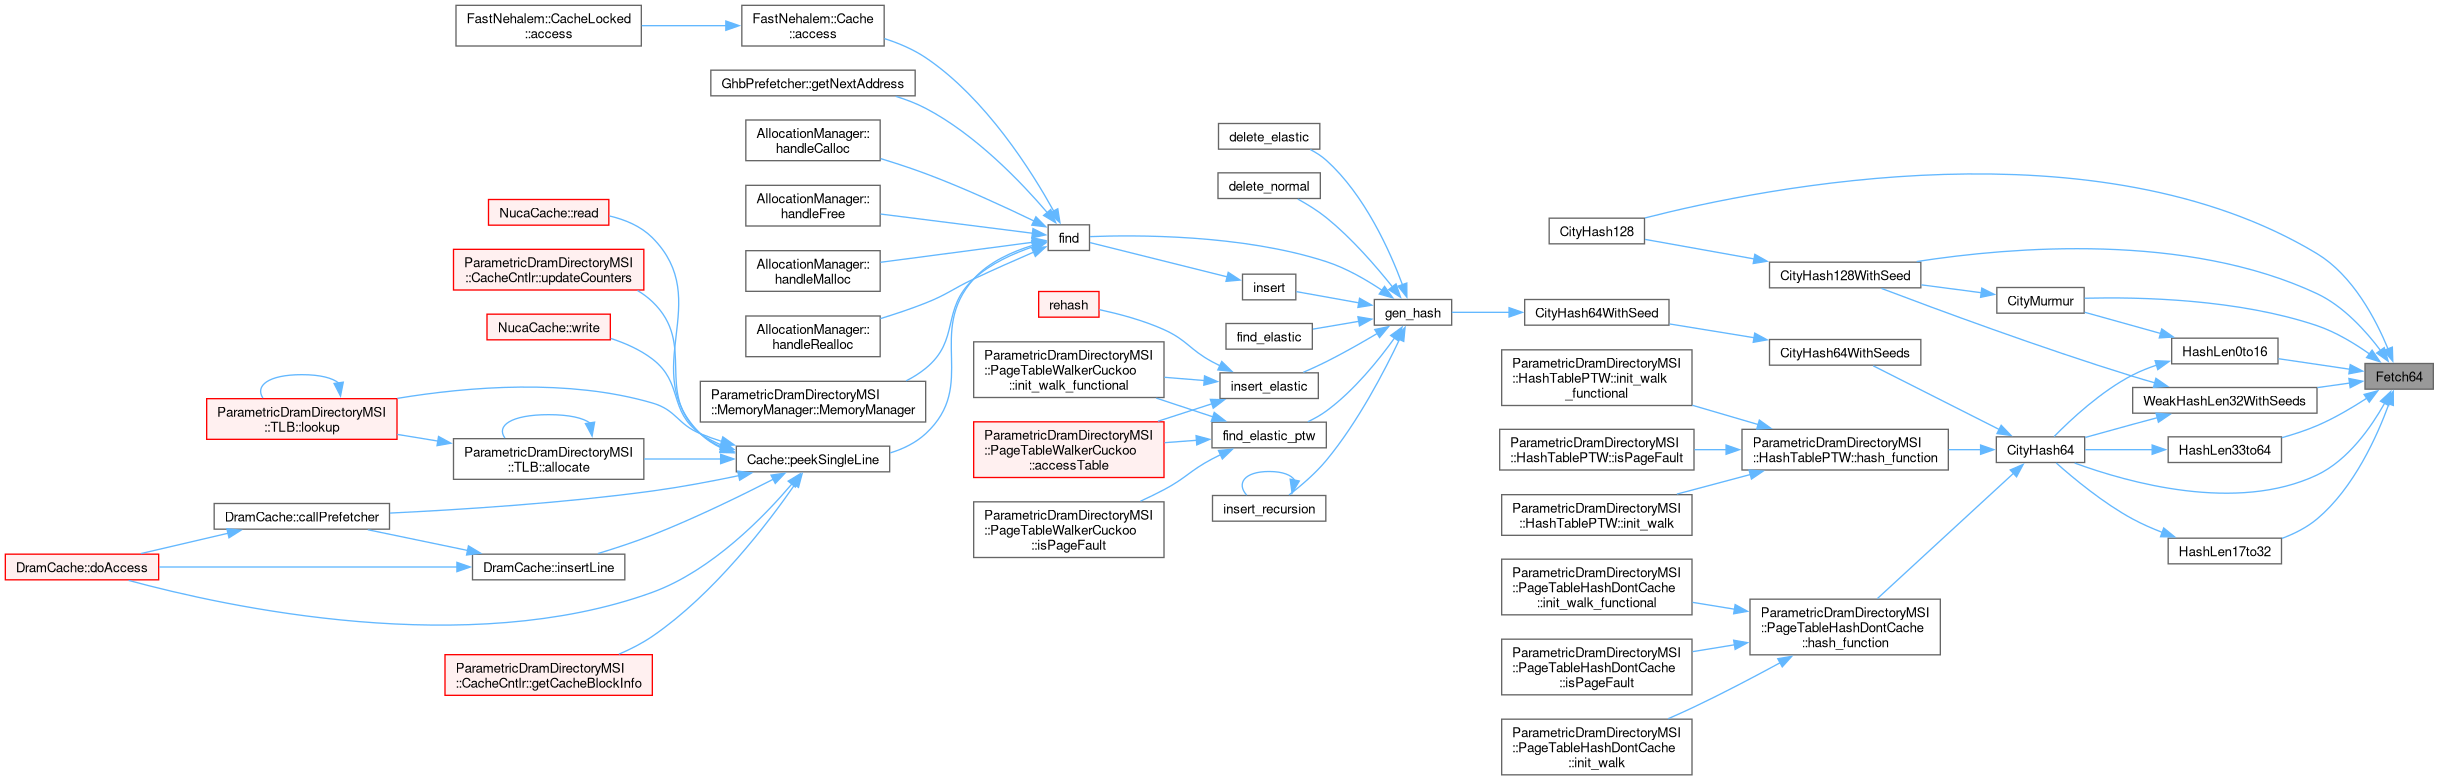 FastNehalem::CacheLocked
::access
FastNehalem::Cache
::access
GhbPrefetcher::getNextAddress
AllocationManager::
handleCalloc
AllocationManager::
handleFree
AllocationManager::
handleMalloc
AllocationManager::
handleRealloc
ParametricDramDirectoryMSI
::MemoryManager::MemoryManager
Cache::peekSingleLine
NucaCache::read
ParametricDramDirectoryMSI
::CacheCntlr::updateCounters
NucaCache::write
ParametricDramDirectoryMSI
::TLB::lookup
ParametricDramDirectoryMSI
::TLB::allocate
DramCache::callPrefetcher
DramCache::doAccess
DramCache::insertLine
ParametricDramDirectoryMSI
::CacheCntlr::getCacheBlockInfo
find
delete_elastic
delete_normal
insert
find_elastic
rehash
insert_elastic
ParametricDramDirectoryMSI
::PageTableWalkerCuckoo
::init_walk_functional
ParametricDramDirectoryMSI
::PageTableWalkerCuckoo
::accessTable
find_elastic_ptw
insert_recursion
ParametricDramDirectoryMSI
::PageTableWalkerCuckoo
::isPageFault
gen_hash
CityHash64WithSeed
CityHash128
CityHash128WithSeed
CityMurmur
CityHash64WithSeeds
ParametricDramDirectoryMSI
::HashTablePTW::init_walk
_functional
ParametricDramDirectoryMSI
::HashTablePTW::isPageFault
ParametricDramDirectoryMSI
::HashTablePTW::init_walk
ParametricDramDirectoryMSI
::HashTablePTW::hash_function
CityHash64
HashLen0to16
WeakHashLen32WithSeeds
HashLen33to64
HashLen17to32
Fetch64
ParametricDramDirectoryMSI
::PageTableHashDontCache
::init_walk_functional
ParametricDramDirectoryMSI
::PageTableHashDontCache
::isPageFault
ParametricDramDirectoryMSI
::PageTableHashDontCache
::init_walk
ParametricDramDirectoryMSI
::PageTableHashDontCache
::hash_function